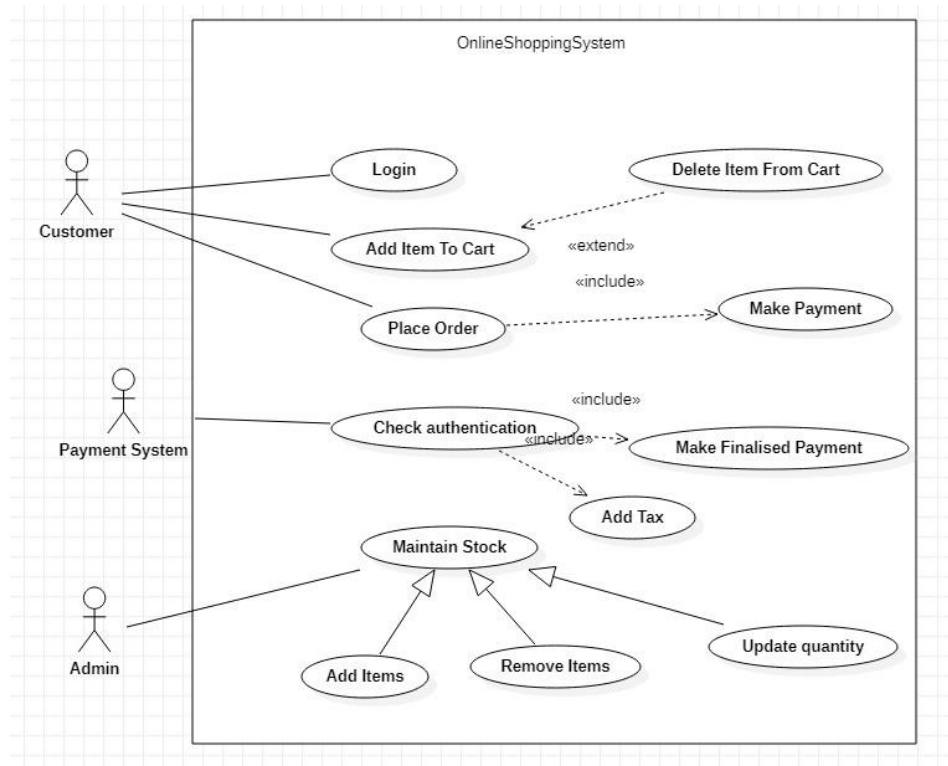 OnlineShoppingSystem
Login
Delete Item From Cart
Customer
Add Item To Cart
«extend»
«include»
Place Order
Make Payment
«include»
Payment System
Check authentication
«include»
Make Finalised Payment
Add Tax
Maintain Stock
Admin
Add Items
Remove Items
Update quantity